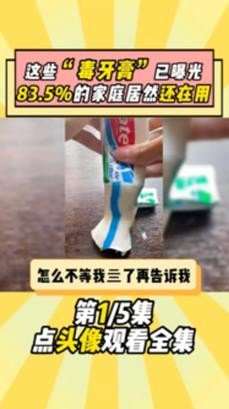 这些“毒牙膏”已曝光
83.5%的家庭居然还在用
ate
怎么不等我亖了再告诉我
第1/5集
点头像观看全集